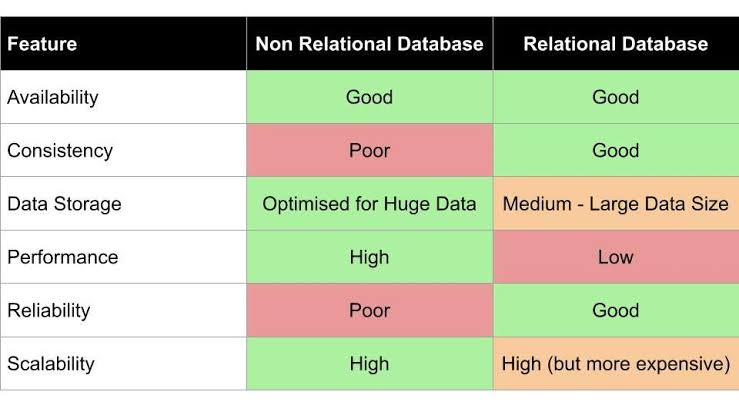 Feature Non Relational Database Relational Database
Availability Good Good
Consistency Poor Good
Data Storage Optimised for Huge Data Medium - Large Data Size
Performance High Low
Reliability Poor Good
Scalability High High (but more expensive)